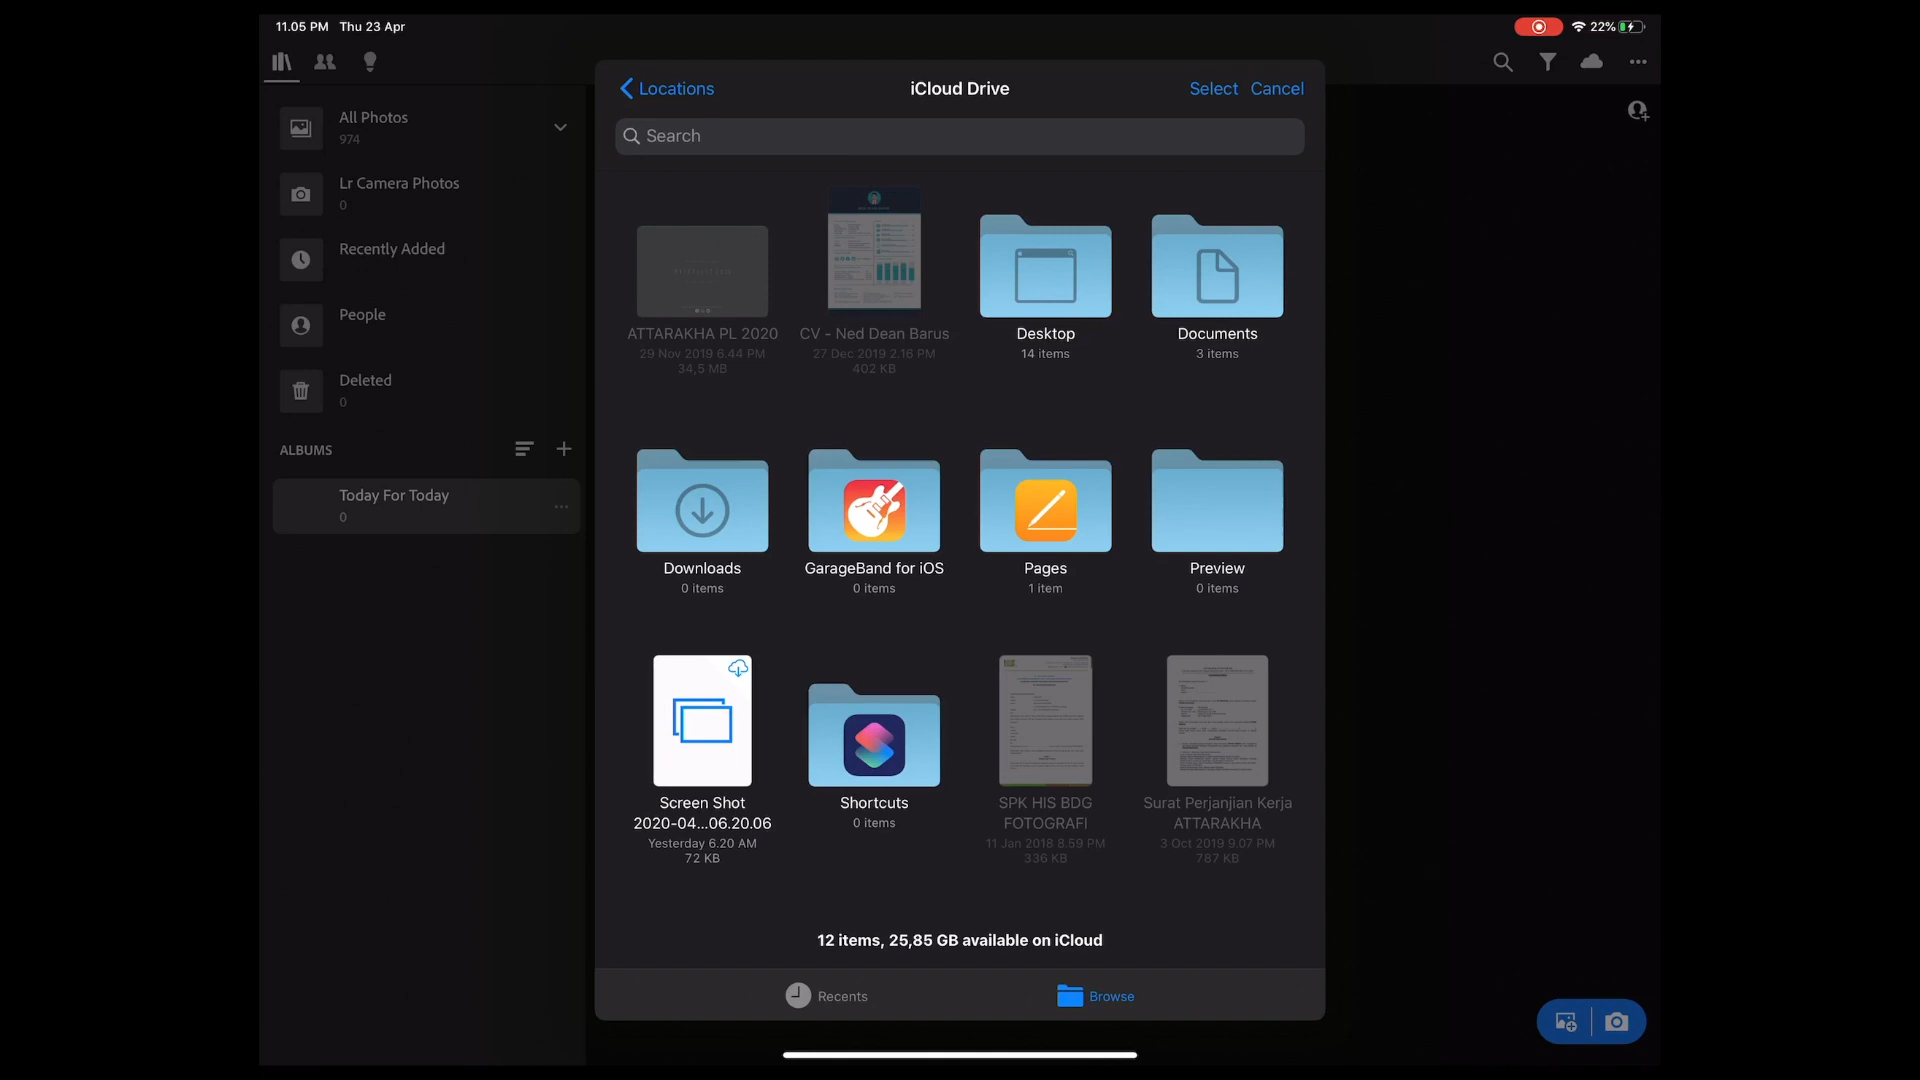 11.05 PM Thu 23 Apr
22%
Locations
iCloud Drive
Select Cancel
Search
All Photos
974
Lr Camera Photos
0
Recently Added
People
Deleted
0
ALBUMS
Today For Today
0
ATTARAKHA PL 2020
29 Nov 2019 6.44 PM
34,5 MB
CV - Ned Dean Barus
27 Dec 2019 2.16 PM
402 KB
Desktop
14 items
Documents
3 items
Downloads
0 items
GarageBand for iOS
0 items
Pages
1 item
Preview
0 items
Screen Shot
2020-04...06.20.06
Yesterday 6.20 AM
72 KB
Shortcuts
0 items
SPK HIS BDG
FOTOGRAFI
11 Jan 2018 8.59 PM
336 KB
Surat Perjanjian Kerja
ATTARAKHA
3 Oct 2019 9.07 PM
787 KB
12 items, 25,85 GB available on iCloud
Recents
Browse